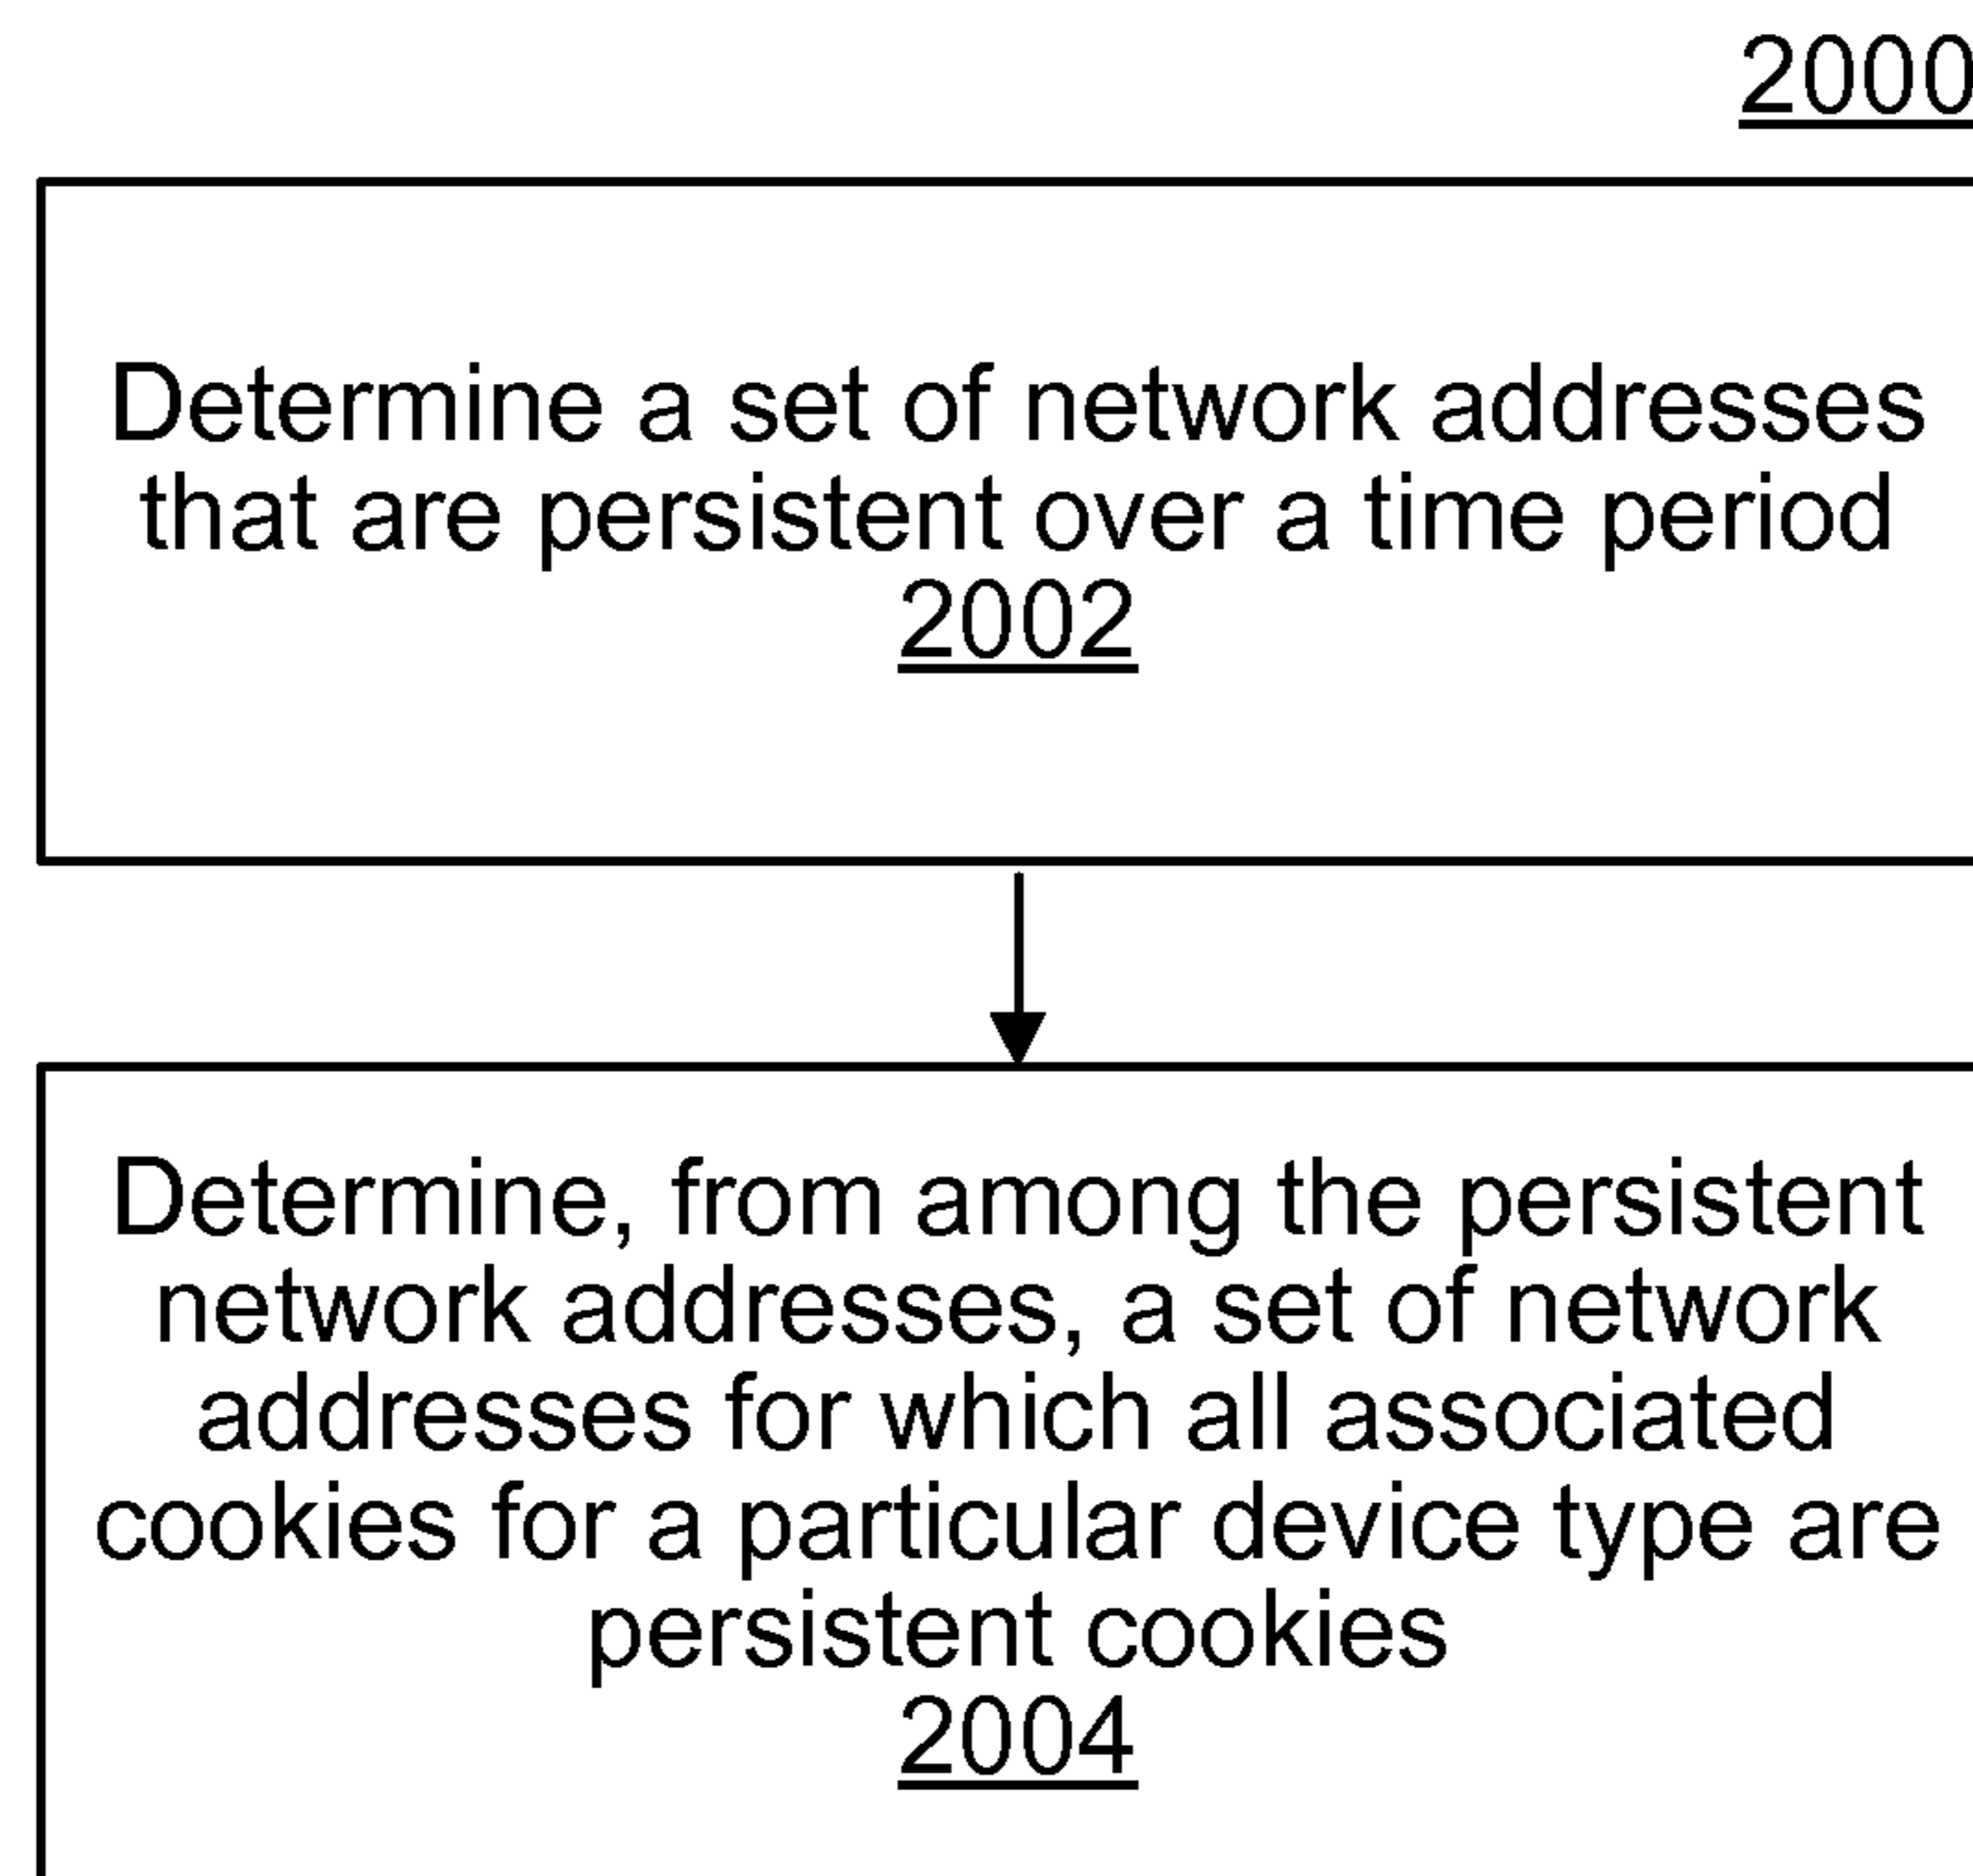 2000
Determine a set of network addresses
that are persistent over a time period
2002
Determine, from among the persistent
network addresses, a set of network
addresses for which all associated
cookies for a particular device type are
persistent cookies
2004